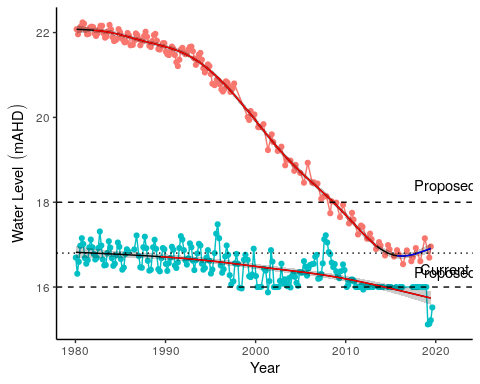 22
20
18
16
Water Level (mAHD)
Proposed
Current
Proposed
1980
1990
2000
2010
2020
Year